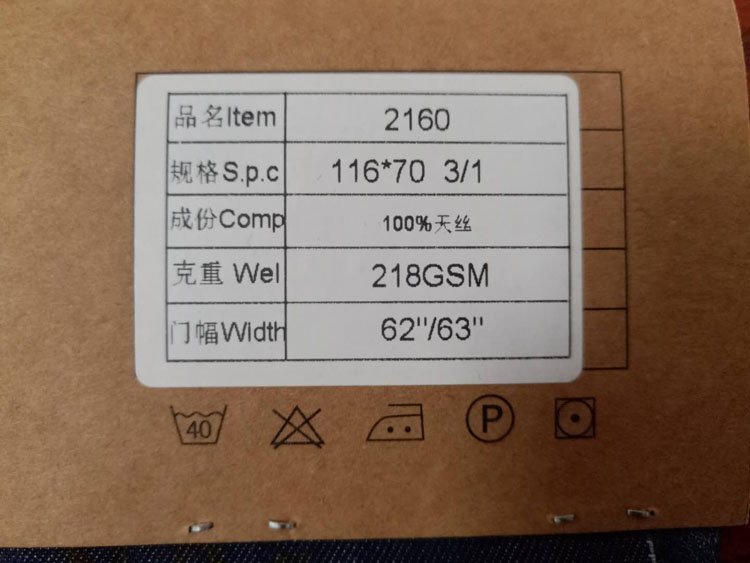 品名Item 2160
规格S.p.c 116*70 3/1
成份Comp 100%天丝
克重 Wel 218GSM
门幅Width 62"/63"
40 P